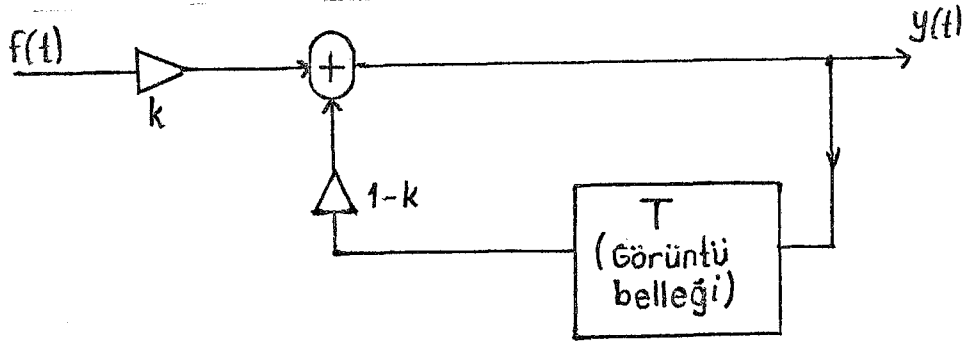 f(t)
k
+
y(t)
1-k
T
(Görüntü
belleği)